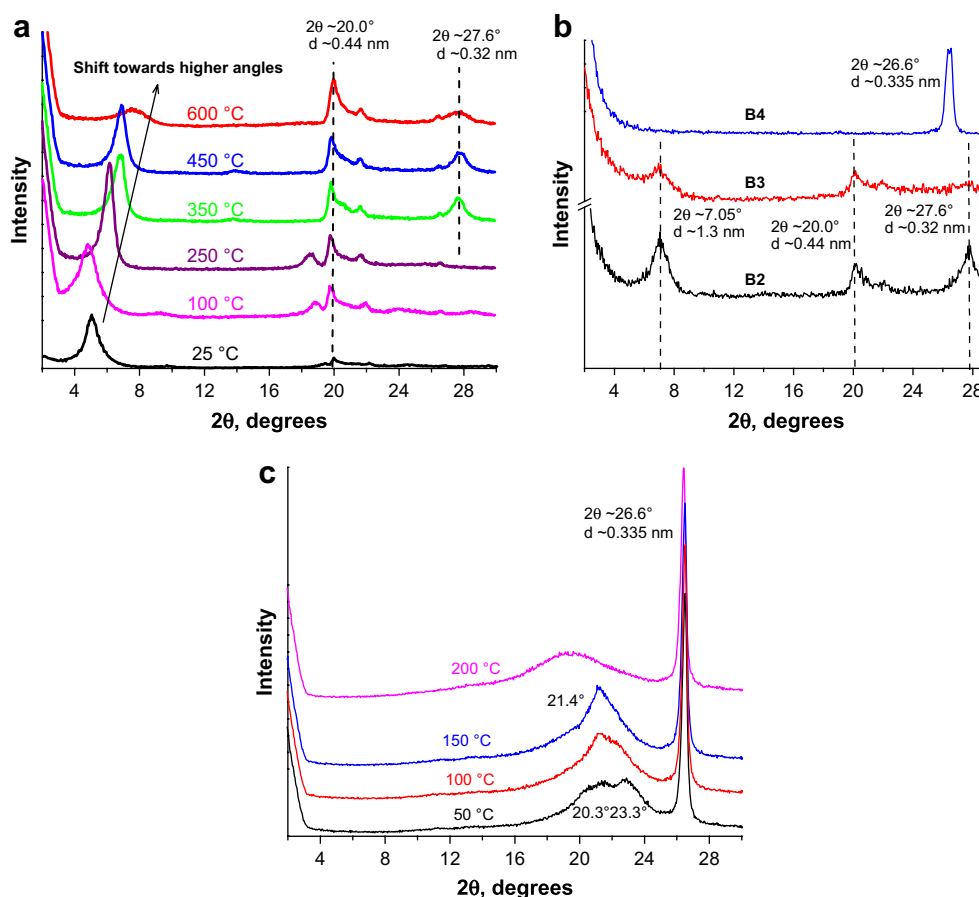 a
2θ ~20.0°
d ~0.44 nm
2θ ~27.6°
d ~0.32 nm
Shift towards higher angles
600 °C
450 °C
350 °C
250 °C
100 °C
25 °C
Intensity
4 8 12 16 20 24 28
2θ, degrees
b
2θ ~26.6°
d ~0.335 nm
B4
B3
2θ ~7.05°
d ~1.3 nm
2θ ~20.0°
d ~0.44 nm
2θ ~27.6°
d ~0.32 nm
B2
Intensity
4 8 12 16 20 24 28
2θ, degrees
c
2θ ~26.6°
d ~0.335 nm
200 °C
21.4°
150 °C
100 °C
50 °C
20.3°23.3°
Intensity
4 8 12 16 20 24 28
2θ, degrees